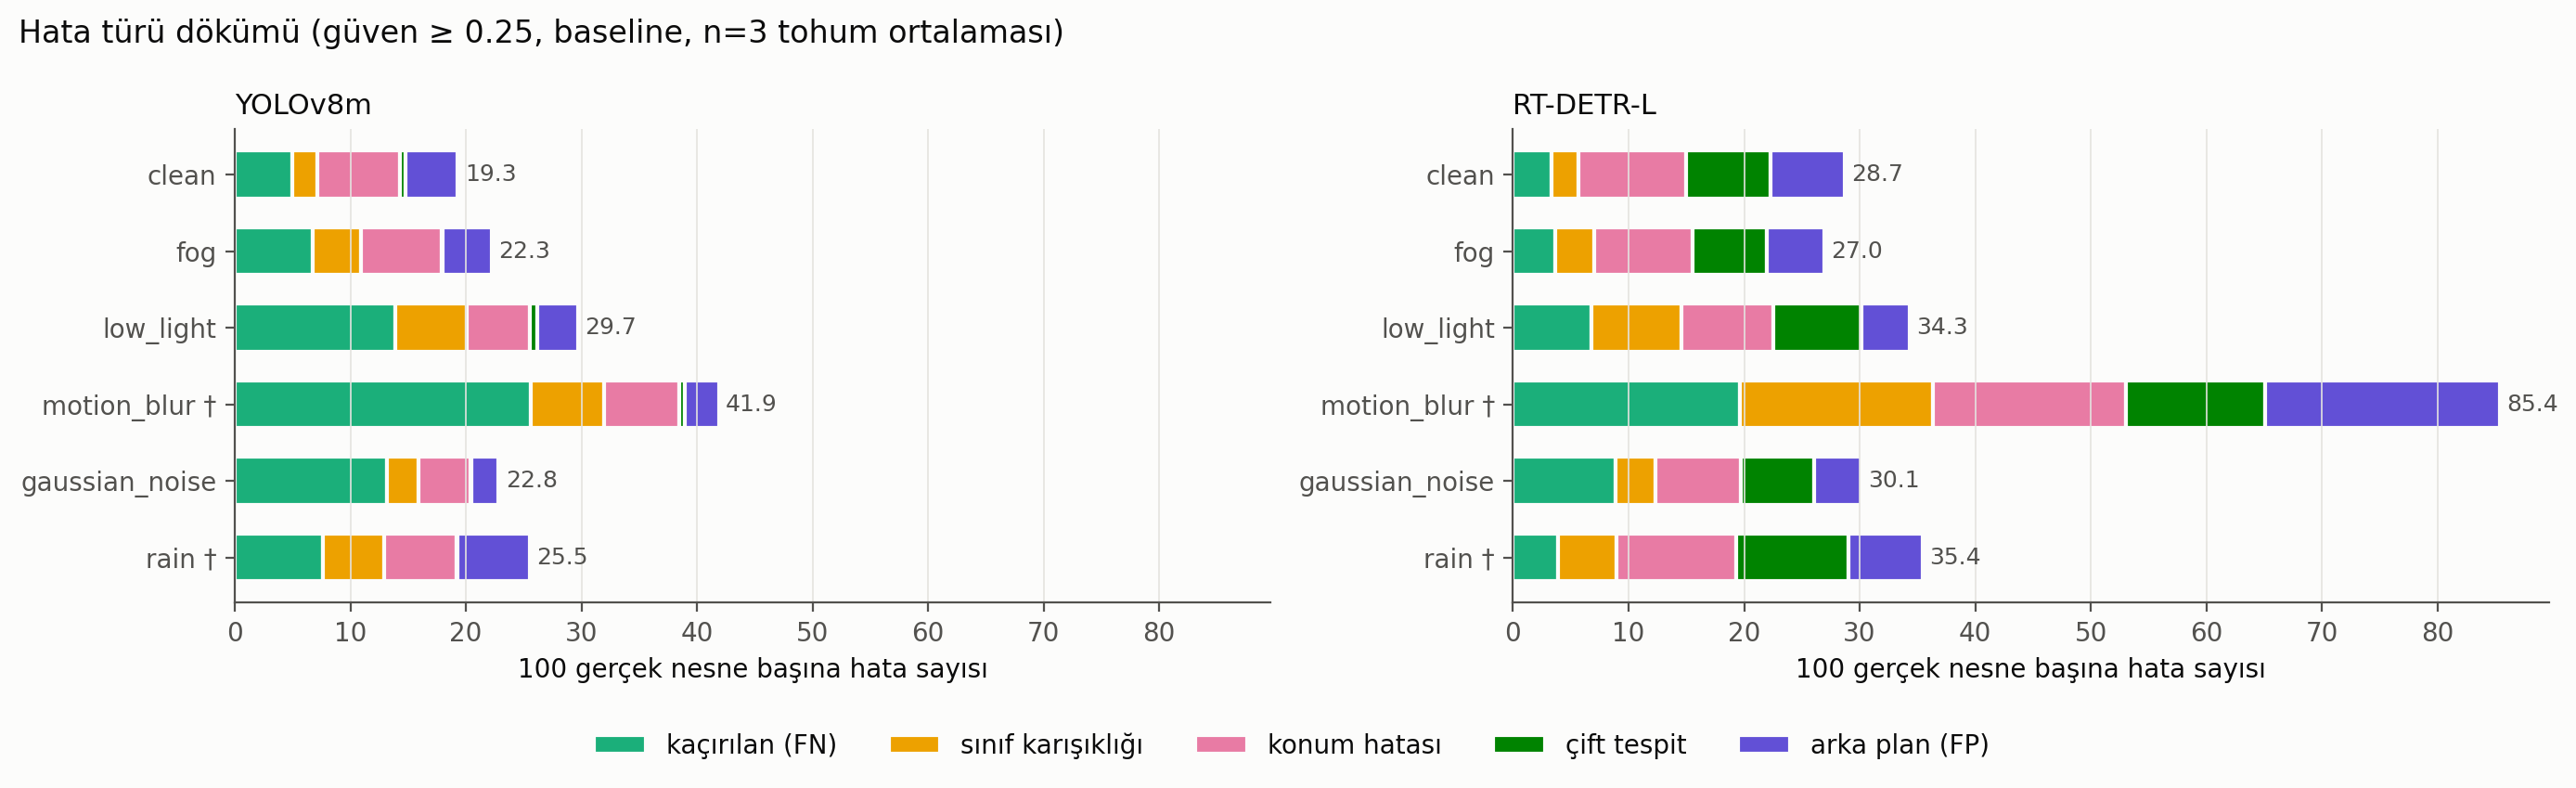 Hata türü dökümü (güven ≥ 0.25, baseline, n=3 tohum ortalaması)
YOLOv8m
clean
19.3
fog
22.3
low_light
29.7
motion_blur †
41.9
gaussian_noise
22.8
rain †
25.5
0 10 20 30 40 50 60 70 80
100 gerçek nesne başına hata sayısı
RT-DETR-L
clean
28.7
fog
27.0
low_light
34.3
motion_blur †
85.4
gaussian_noise
30.1
rain †
35.4
0 10 20 30 40 50 60 70 80
100 gerçek nesne başına hata sayısı
kaçırılan (FN) sınıf karışıklığı konum hatası çift tespit arka plan (FP)